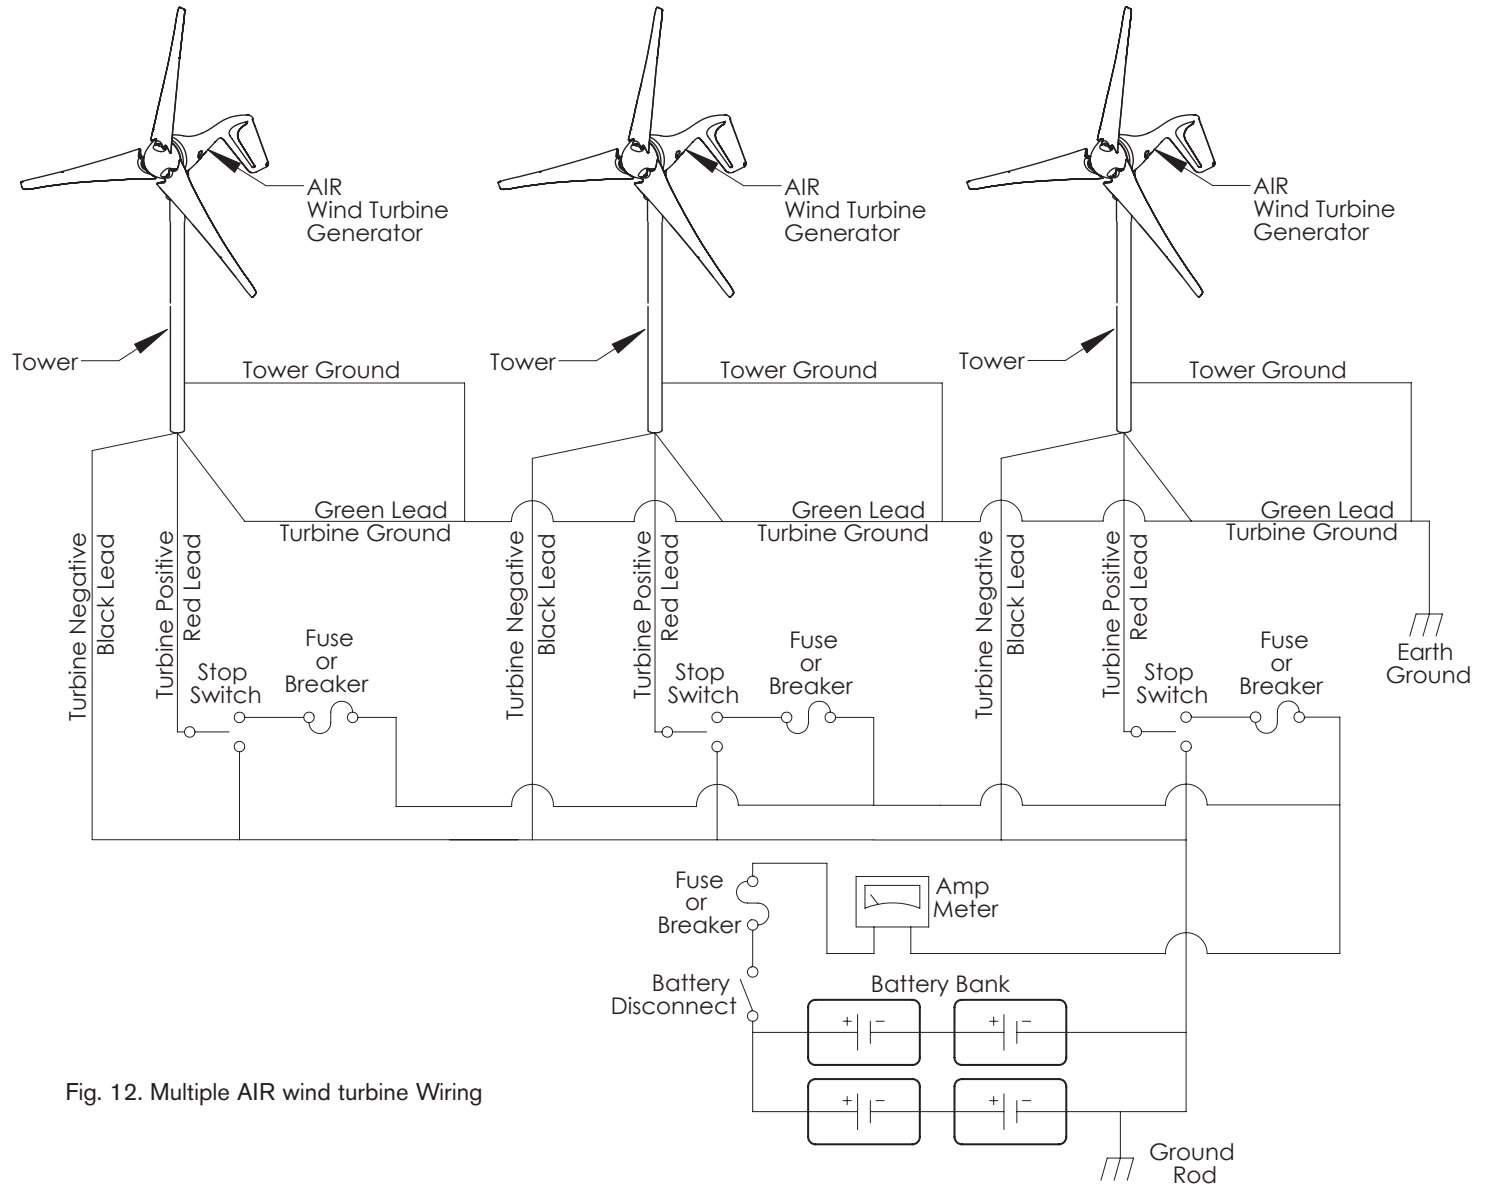 AIR
Wind Turbine
Generator
AIR
Wind Turbine
Generator
AIR
Wind Turbine
Generator
Tower
Tower
Tower
Tower Ground
Tower Ground
Tower Ground
Green Lead
Turbine Ground
Green Lead
Turbine Ground
Green Lead
Turbine Ground
Turbine Negative
Black Lead
Turbine Positive
Red Lead
Stop
Switch
Fuse
or
Breaker
Turbine Negative
Black Lead
Turbine Positive
Red Lead
Stop
Switch
Fuse
or
Breaker
Turbine Negative
Black Lead
Turbine Positive
Red Lead
Stop
Switch
Fuse
or
Breaker
Earth
Ground
Fuse
or
Breaker
Amp
Meter
Battery
Disconnect
Battery Bank
+ −
+ −
+ −
+ −
Fig. 12. Multiple AIR wind turbine Wiring
Ground
Rod